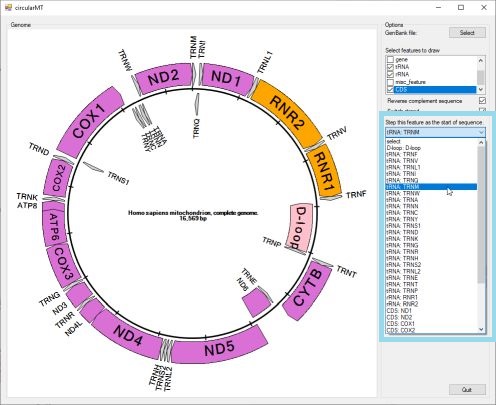 circularMT
Genome
Options
GenBank file:
Select
Select features to draw
gene
tRNA
rRNA
misc_feature
CDS
Reverse complement sequence
Step this feature as the start of sequence
tRNA: TRNM
select
D-loop: D-loop
tRNA: TRNF
tRNA: TRNV
tRNA: TRNL1
tRNA: TRNI
tRNA: TRNQ
tRNA: TRNM
tRNA: TRNW
tRNA: TRNA
tRNA: TRNN
tRNA: TRNC
tRNA: TRNY
tRNA: TRNS1
tRNA: TRND
tRNA: TRNK
tRNA: TRNG
tRNA: TRNR
tRNA: TRNH
tRNA: TRNS2
tRNA: TRNL2
tRNA: TRNE
tRNA: TRNT
tRNA: TRNP
rRNA: RNR1
rRNA: RNR2
CDS: ND1
CDS: ND2
CDS: COX1
CDS: COX2
Quit
TRNM
TRNI
ND1
TRNL1
RNR2
TRNV
RNR1
TRNF
D-loop
TRNP
TRNT
CYTB
TRNE
ND6
ND5
TRNL2
TRNS2
TRNH
ND4
ND4L
TRNR
ND3
TRNG
COX3
ATP6
ATP8
TRNK
COX2
TRND
TRNS1
COX1
TRNW
ND2
TRNQ
Homo sapiens mitochondrion, complete genome.
16,569 bp